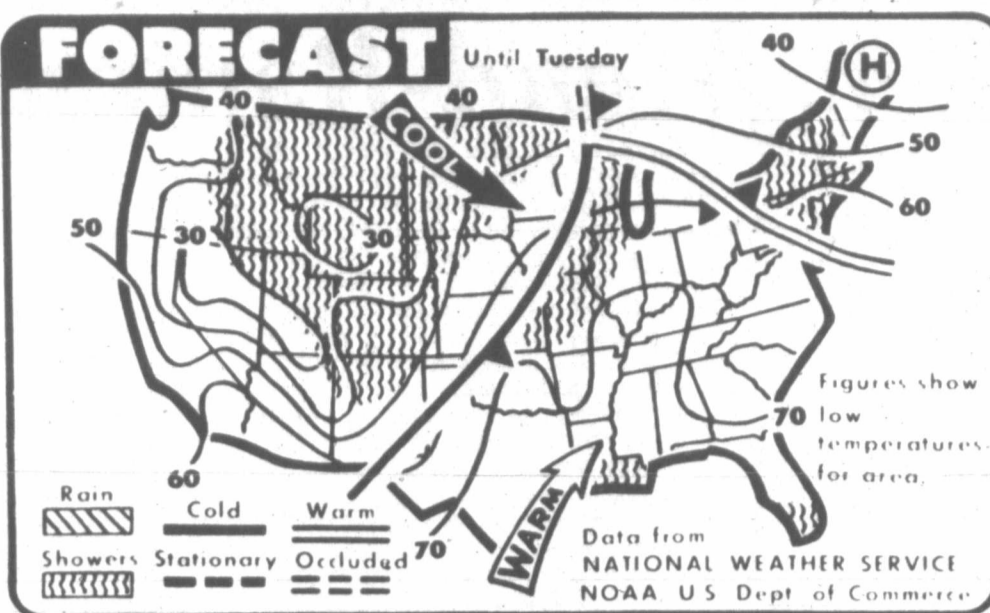 FORECAST
Until Tuesday
40
H
40
40
COOL
50
60
50
30
30
Figures show
70 low
temperatures
for area.
60
Rain
Cold
Warm
Showers
Stationary
Occluded
70
WARM
Data from
NATIONAL WEATHER SERVICE
NOAA U S Dept of Commerce